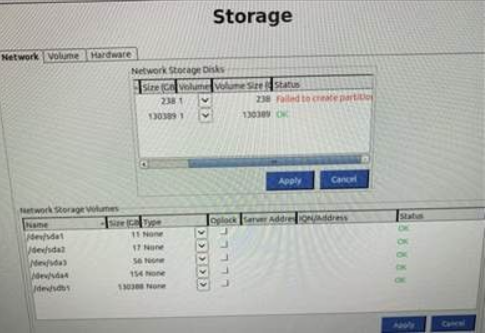 Storage
Network Volume Hardware
Network Storage Disks
Size (GB Volumes Volume Size (G Status
238 1 238 Failed to create partition
130389 1 130389 OK
Apply Cancel
Network Storage Volumes
Name Size (GB Type Oplock Server Addres IQN/Address Status
/dev/sda1 11 None OK
/dev/sda2 17 None OK
/dev/sda3 56 None OK
/dev/sda4 154 None OK
/dev/sdb1 130388 None OK
Apply Cancel